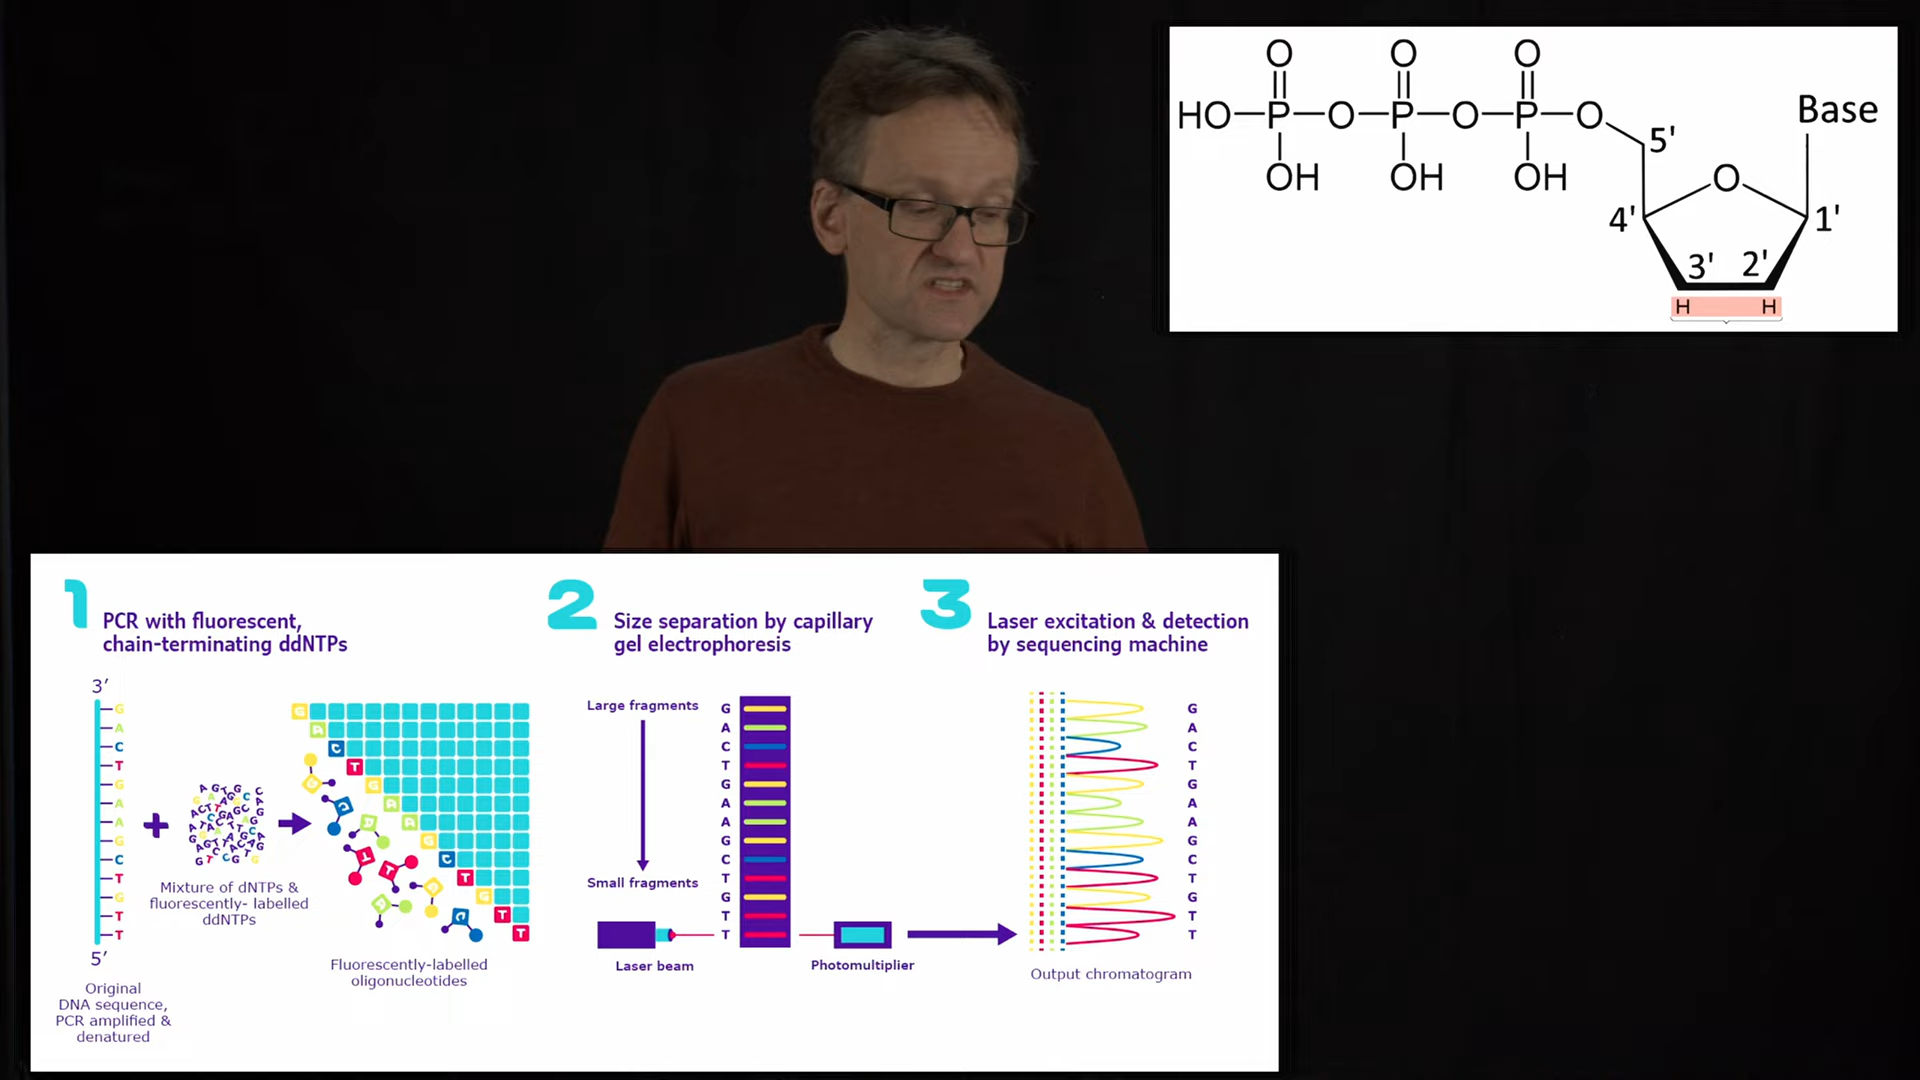 O O O
HO P O P O P O Base
5'
OH OH OH O
4' 1'
3' 2'
H H
1 PCR with fluorescent,
chain-terminating ddNTPs
3'
G
A
C
T
G
A
A
G
C
T
G
T
T
5'
Original
DNA sequence,
PCR amplified &
denatured
+
Mixture of dNTPs &
fluorescently- labelled
ddNTPs
G
A
C
T
G
A
A
G
C
T
G
T
T
Fluorescently-labelled
oligonucleotides
2 Size separation by capillary
gel electrophoresis
Large fragments
Small fragments
G
A
C
T
G
A
A
G
C
T
G
T
T
Laser beam
Photomultiplier
3 Laser excitation & detection
by sequencing machine
G
A
C
T
G
A
A
G
C
T
G
T
T
Output chromatogram